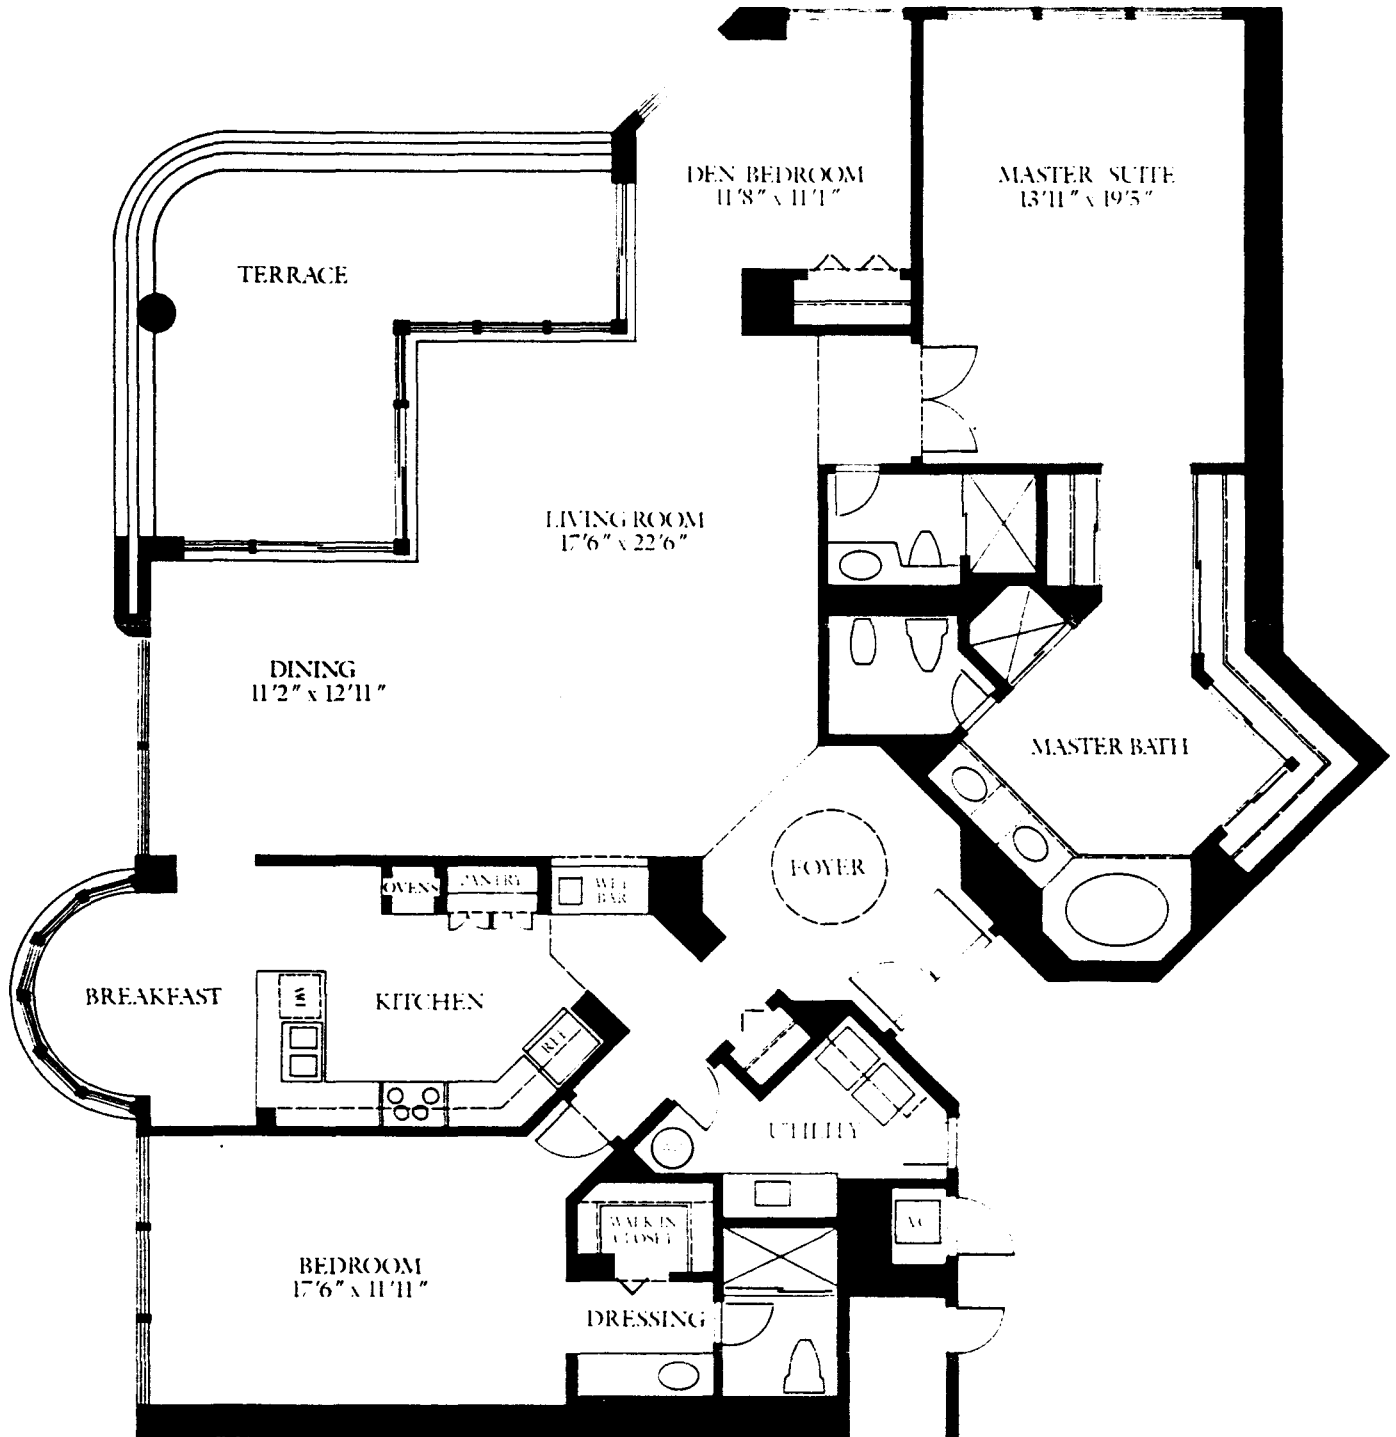 DEN BEDROOM
11'8" x 11'1"
MASTER SUITE
13'11" x 19'5"
TERRACE
LIVING ROOM
17'6" x 22'6"
DINING
11'2" x 12'11"
MASTER BATH
FOYER
OVENS
PANTRY
WET
BAR
BREAKFAST
KITCHEN
REF.
UTILITY
WALK IN
CLOSET
AC
BEDROOM
17'6" x 11'11"
DRESSING